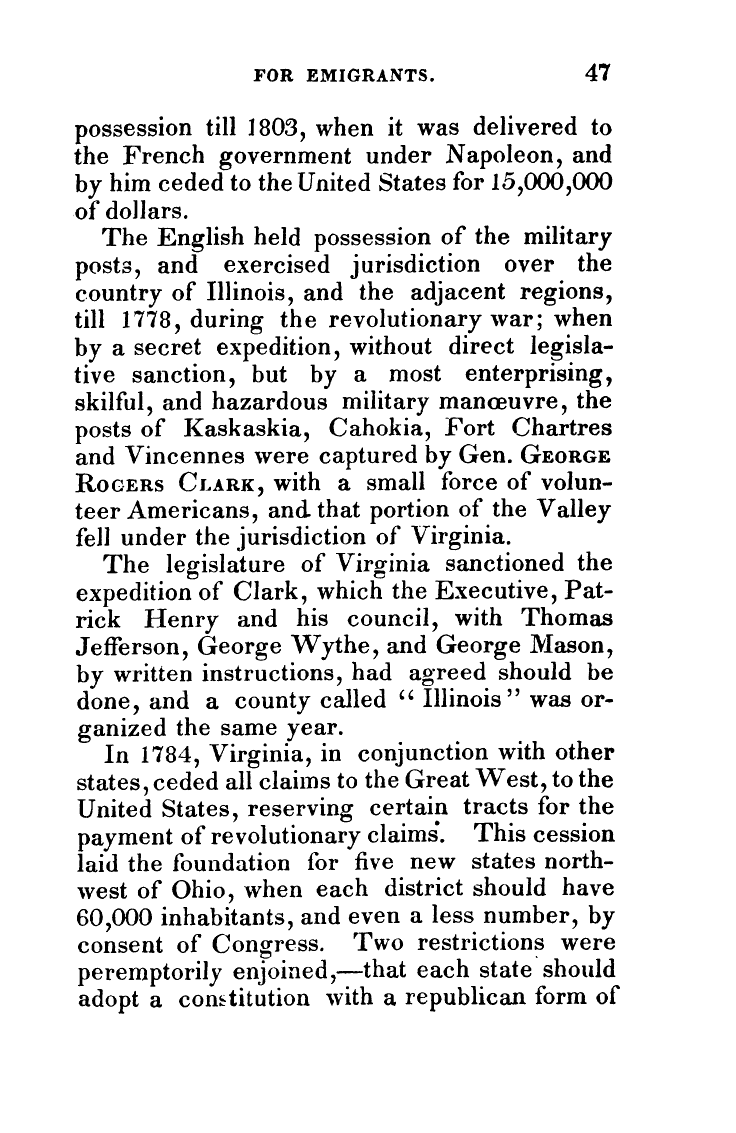 FOR EMIGRANTS. 47
possession till 1803, when it was delivered to
the French government under Napoleon, and
by him ceded to the United States for 15,000,000
of dollars.
The English held possession of the military
posts, and exercised jurisdiction over the
country of Illinois, and the adjacent regions,
till 1778, during the revolutionary war; when
by a secret expedition, without direct legisla-
tive sanction, but by a most enterprising,
skilful, and hazardous military manœuvre, the
posts of Kaskaskia, Cahokia, Fort Chartres
and Vincennes were captured by Gen. GEORGE
ROGERS CLARK, with a small force of volun-
teer Americans, and that portion of the Valley
fell under the jurisdiction of Virginia.
The legislature of Virginia sanctioned the
expedition of Clark, which the Executive, Pat-
rick Henry and his council, with Thomas
Jefferson, George Wythe, and George Mason,
by written instructions, had agreed should be
done, and a county called “ Illinois ” was or-
ganized the same year.
In 1784, Virginia, in conjunction with other
states, ceded all claims to the Great West, to the
United States, reserving certain tracts for the
payment of revolutionary claims. This cession
laid the foundation for five new states north-
west of Ohio, when each district should have
60,000 inhabitants, and even a less number, by
consent of Congress. Two restrictions were
peremptorily enjoined,—that each state should
adopt a constitution with a republican form of